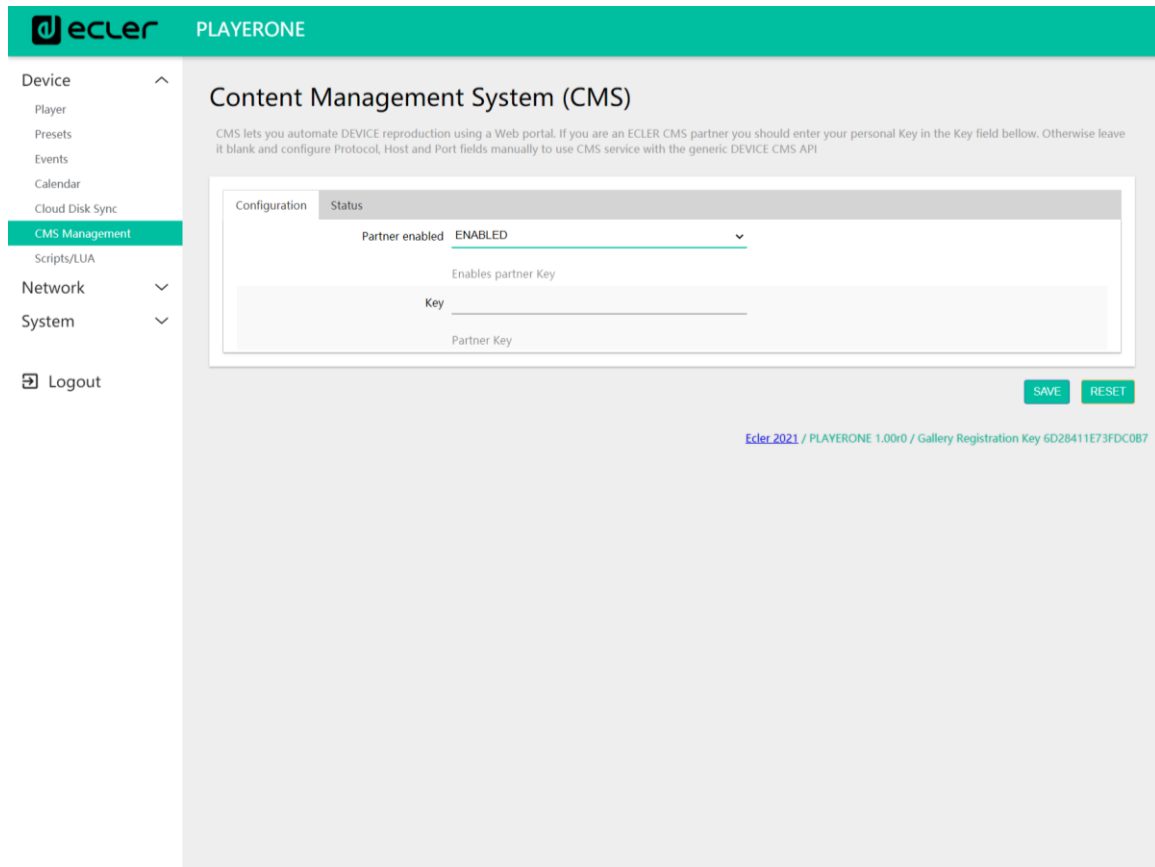 ecler
PLAYERONE
Device
Player
Presets
Events
Calendar
Cloud Disk Sync
CMS Management
Scripts/LUA
Network
System
Logout
Content Management System (CMS)
CMS lets you automate DEVICE reproduction using a Web portal. If you are an ECLER CMS partner you should enter your personal Key in the Key field bellow. Otherwise leave
it blank and configure Protocol, Host and Port fields manually to use CMS service with the generic DEVICE CMS API
Configuration Status
Partner enabled ENABLED
Enables partner Key
Key
Partner Key
SAVE RESET
Ecler 2021 / PLAYERONE 1.00r0 / Gallery Registration Key 6D28411E73FDC0B7